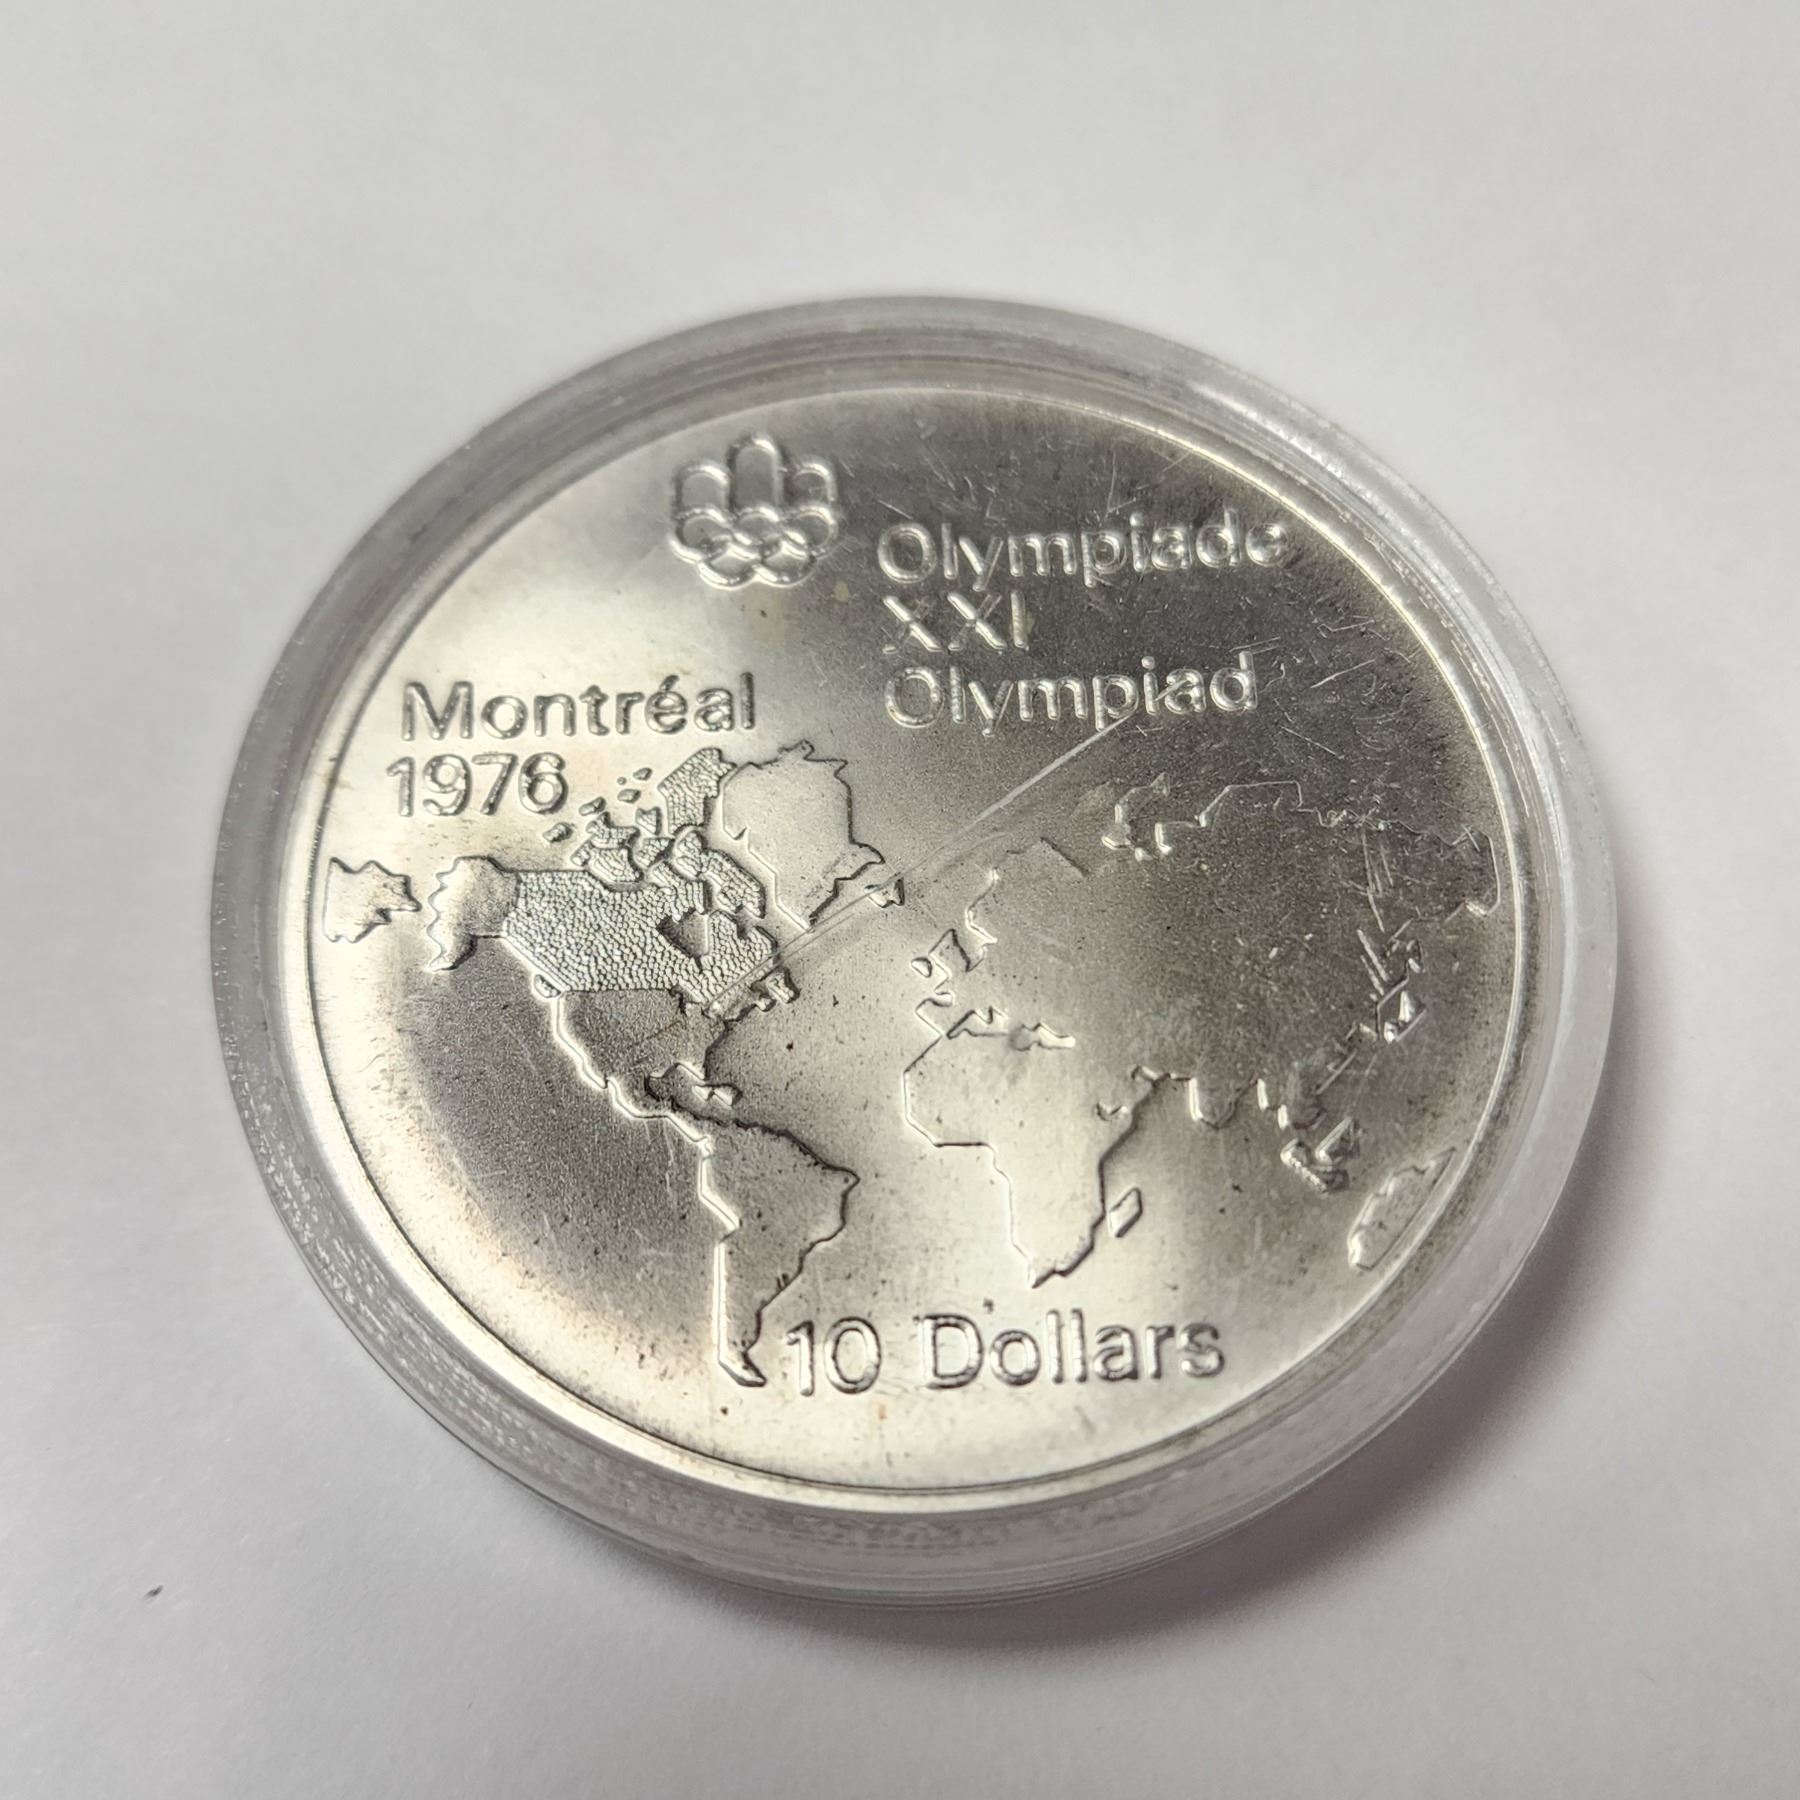 Olympiade
XXI
Olympiad
Montréal
1976
10 Dollars